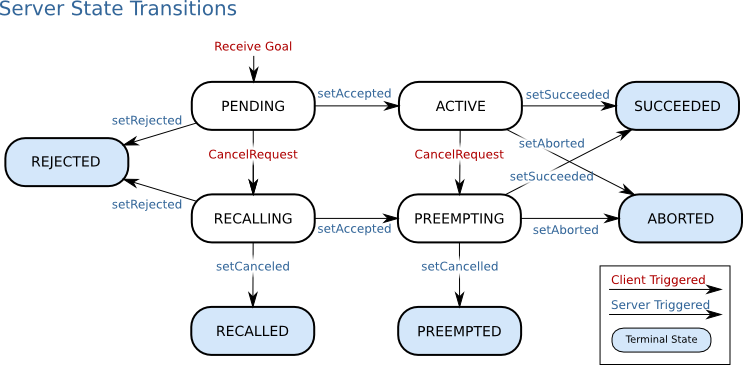 Server State Transitions
Receive Goal
PENDING
setAccepted
ACTIVE
setSucceeded
SUCCEEDED
setRejected
REJECTED
CancelRequest
CancelRequest
setAborted
setSucceeded
setRejected
RECALLING
setAccepted
PREEMPTING
setAborted
ABORTED
setCanceled
setCancelled
RECALLED
PREEMPTED
Client Triggered
Server Triggered
Terminal State